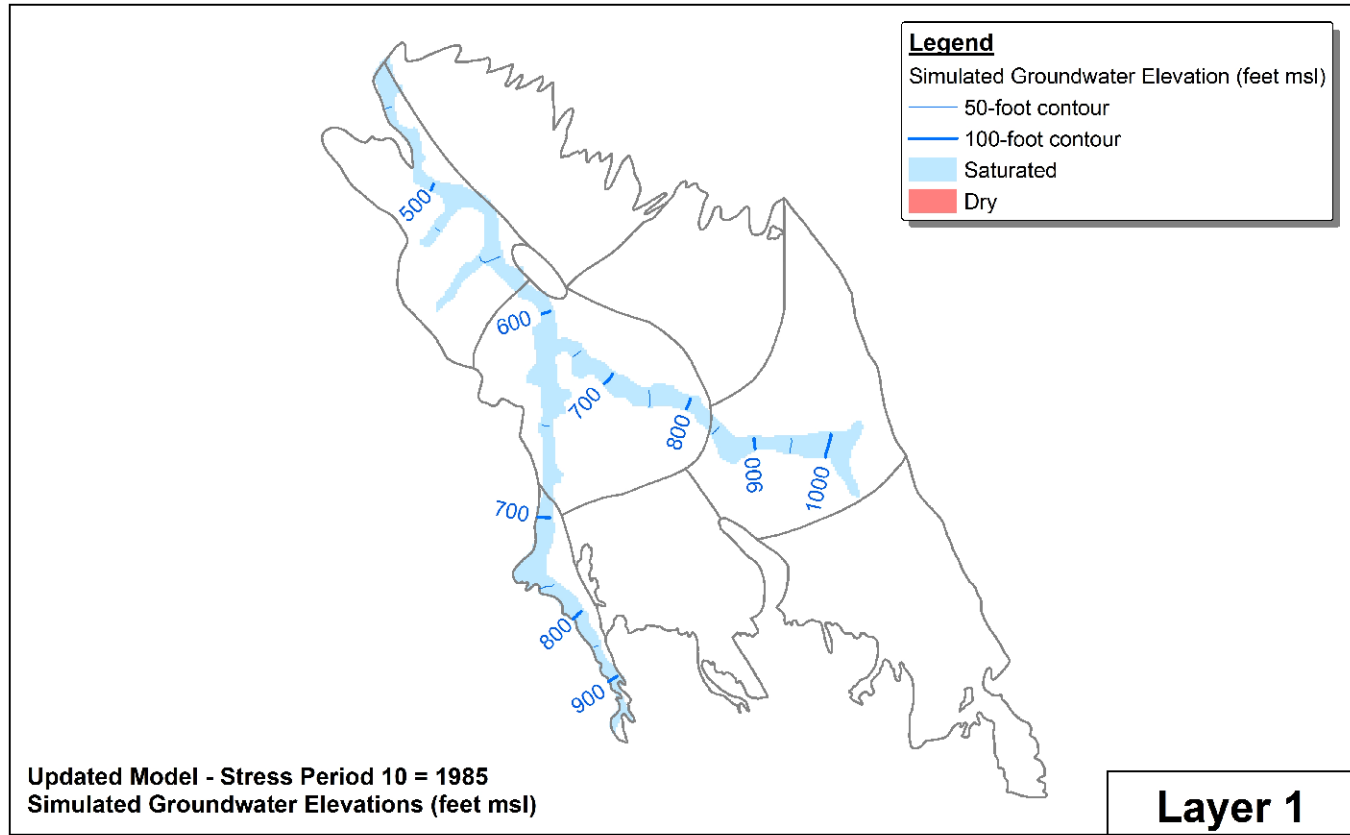 Legend
Simulated Groundwater Elevation (feet msl)
50-foot contour
100-foot contour
Saturated
Dry
500
600
700
800
900
1000
700
800
900
Updated Model - Stress Period 10 = 1985
Simulated Groundwater Elevations (feet msl)
Layer 1